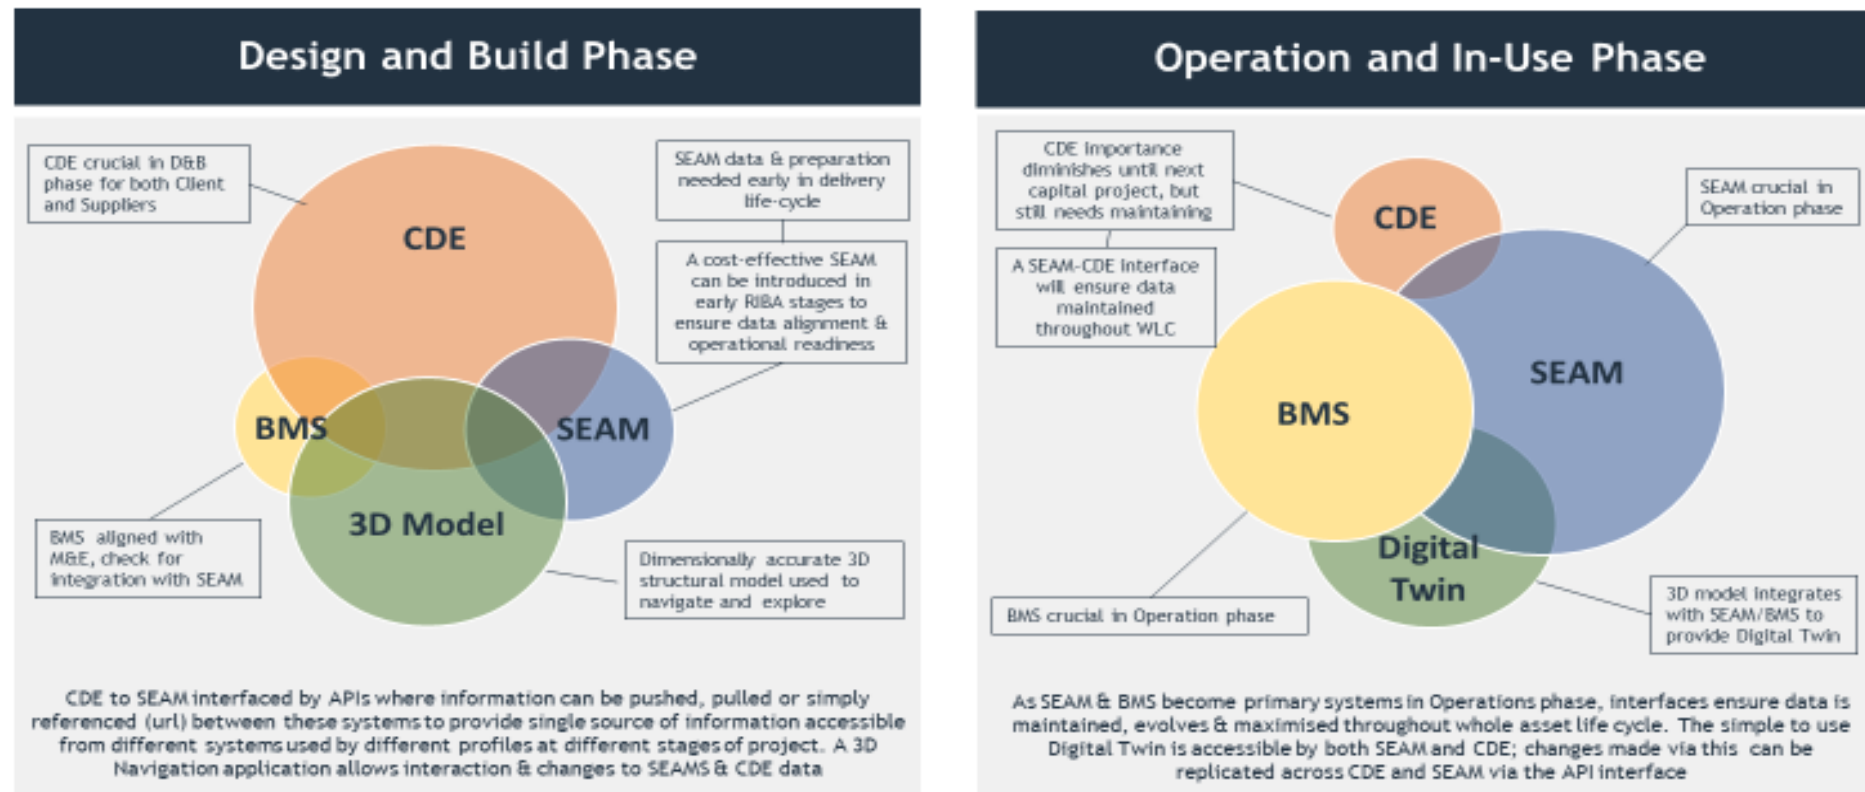 Design and Build Phase
CDE crucial in D&B
phase for both Client
and Suppliers
SEAM data & preparation
needed early in delivery
life-cycle
A cost-effective SEAM
can be introduced in
early RIBA stages to
ensure data alignment &
operational readiness
CDE
BMS
SEAM
3D Model
BMS aligned with
M&E, check for
integration with SEAM
Dimensionally accurate 3D
structural model used to
navigate and explore
CDE to SEAM interfaced by APIs where information can be pushed, pulled or simply
referenced (url) between these systems to provide single source of information accessible
from different systems used by different profiles at different stages of project. A 3D
Navigation application allows interaction & changes to SEAMS & CDE data
Operation and In-Use Phase
CDE importance
diminishes until next
capital project, but
still needs maintaining
A SEAM-CDE interface
will ensure data
maintained
throughout WLC
SEAM crucial in
Operation phase
CDE
SEAM
BMS
Digital
Twin
BMS crucial in Operation phase
3D model integrates
with SEAM/BMS to
provide Digital Twin
As SEAM & BMS become primary systems in Operations phase, interfaces ensure data is
maintained, evolves & maximised throughout whole asset life cycle. The simple to use
Digital Twin is accessible by both SEAM and CDE; changes made via this can be
replicated across CDE and SEAM via the API interface